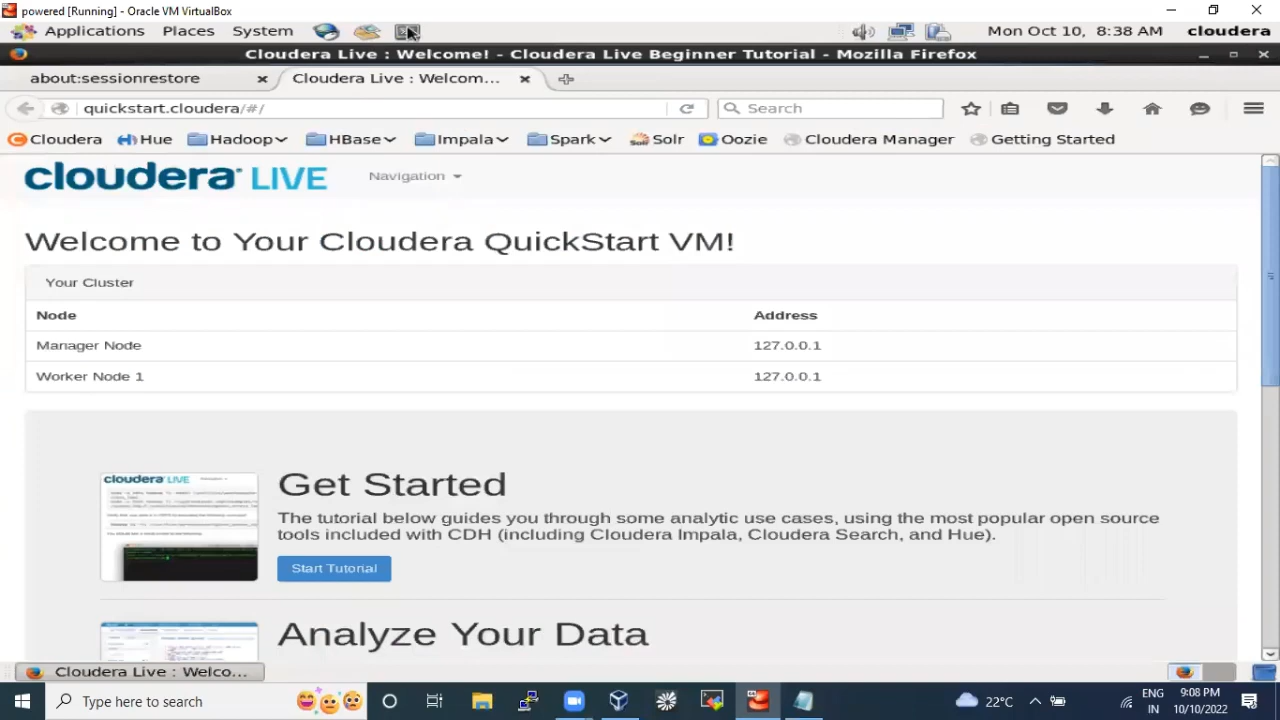 powered [Running] - Oracle VM VirtualBox
Applications Places System Mon Oct 10, 8:38 AM cloudera
Cloudera Live : Welcome! - Cloudera Live Beginner Tutorial - Mozilla Firefox
about:sessionrestore Cloudera Live : Welcom...
quickstart.cloudera/#/ Search
Cloudera Hue Hadoop HBase Impala Spark Solr Oozie Cloudera Manager Getting Started
cloudera LIVE Navigation
Welcome to Your Cloudera QuickStart VM!
Your Cluster
Node Address
Manager Node 127.0.0.1
Worker Node 1 127.0.0.1
cloudera LIVE
Get Started
The tutorial below guides you through some analytic use cases, using the most popular open source
tools included with CDH (including Cloudera Impala, Cloudera Search, and Hue).
Start Tutorial
Analyze Your Data
Cloudera Live : Welco...
Type here to search 22°C ENG 9:08 PM
IN 10/10/2022